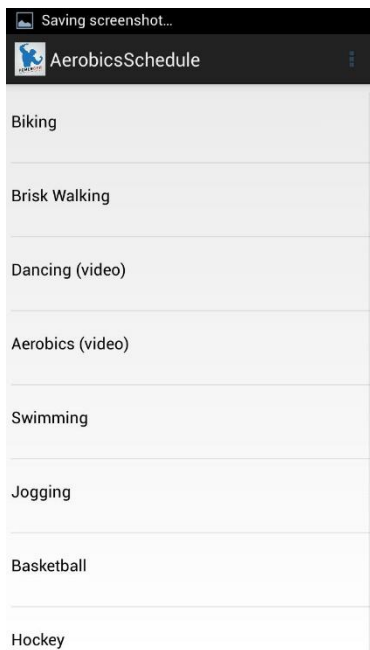 Saving screenshot...
AerobicsSchedule
Biking
Brisk Walking
Dancing (video)
Aerobics (video)
Swimming
Jogging
Basketball
Hockey